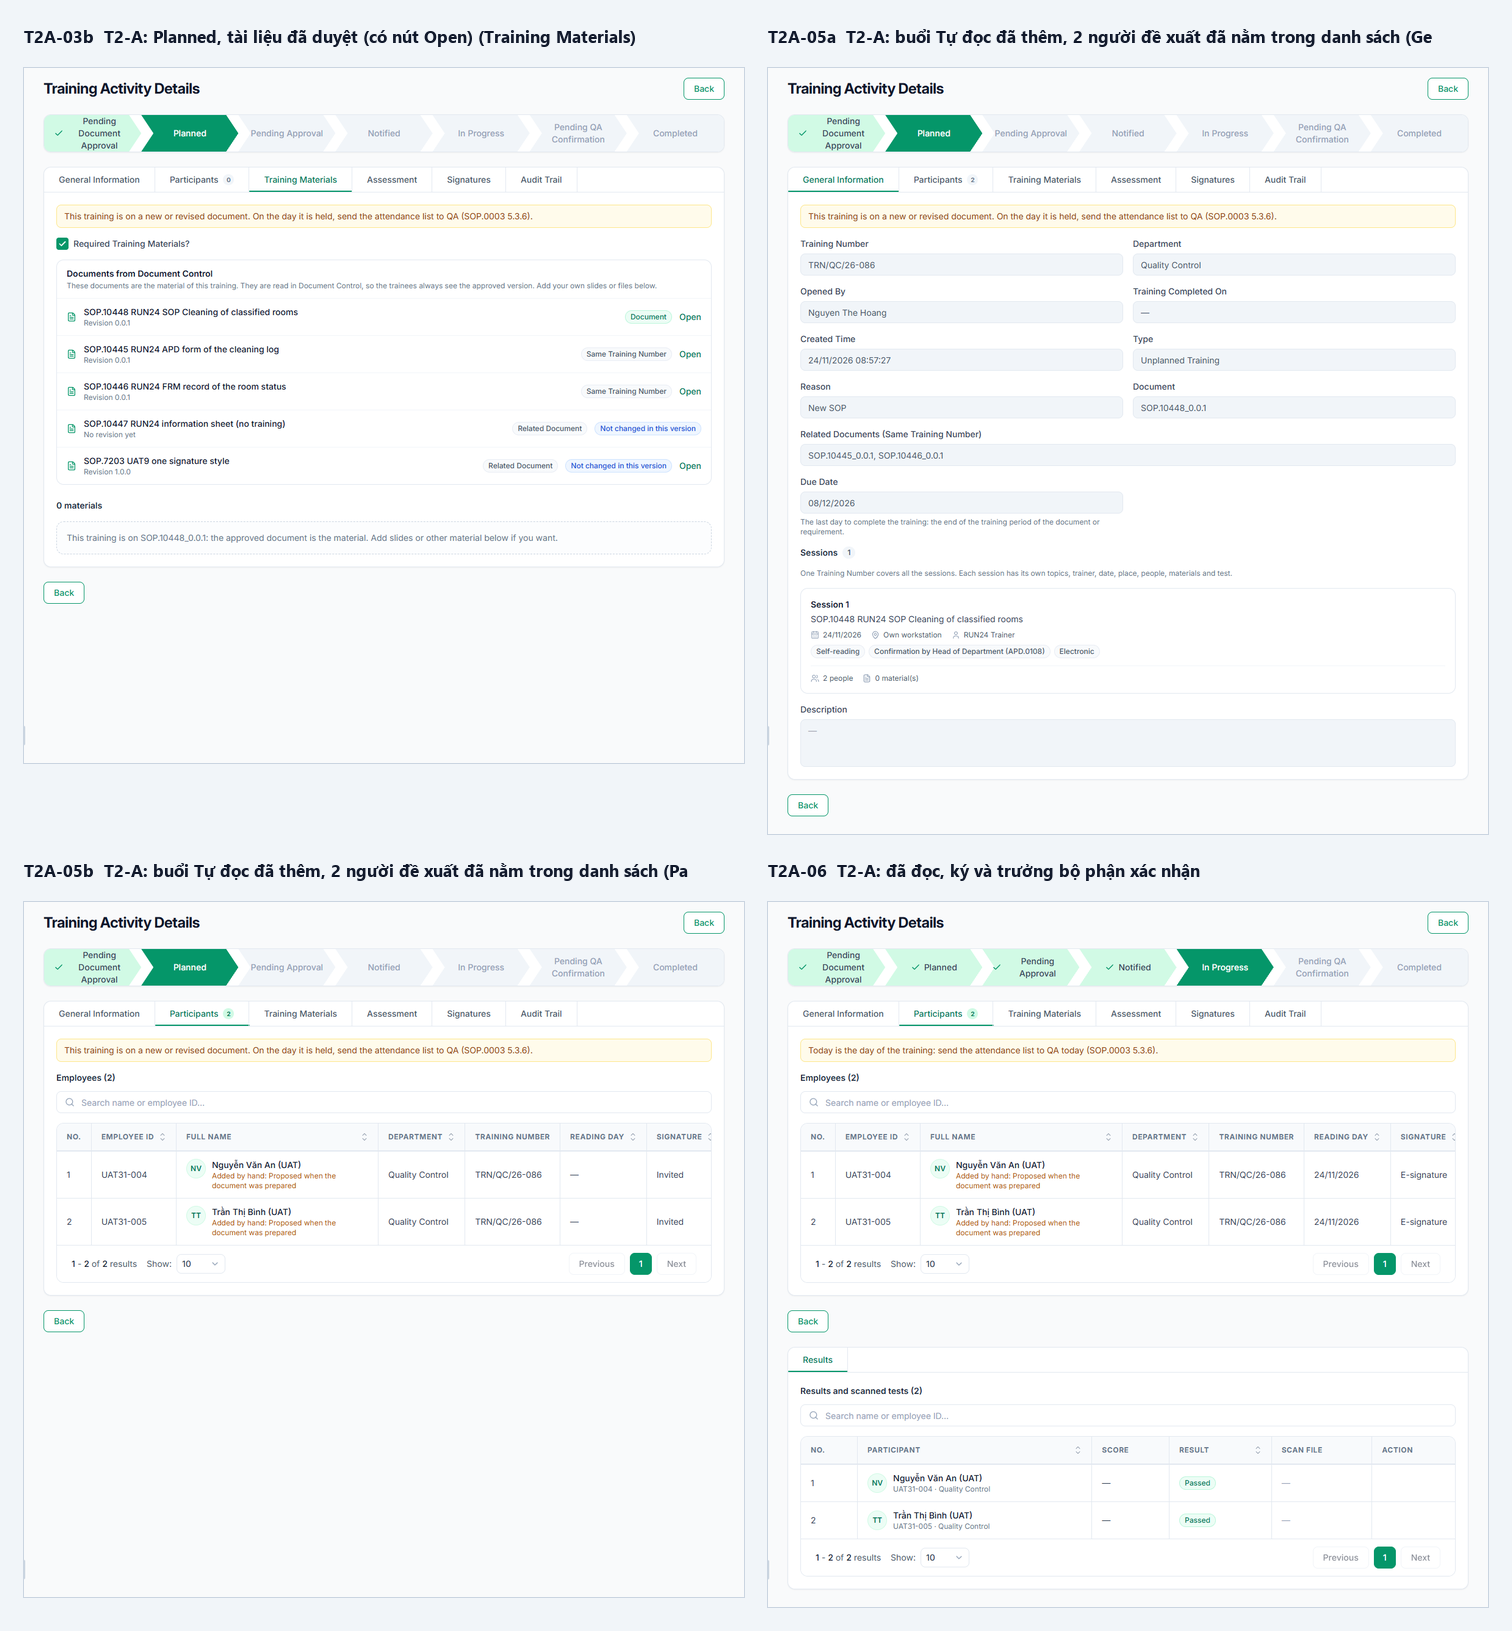 T2A-03b T2-A: Planned, tài liệu đã duyệt (có nút Open) (Training Materials)
Training Activity Details
Back
Pending Document Approval
Planned
Pending Approval
Notified
In Progress
Pending QA Confirmation
Completed
General Information
Participants 0
Training Materials
Assessment
Signatures
Audit Trail
This training is on a new or revised document. On the day it is held, send the attendance list to QA (SOP.0003 5.3.6).
Required Training Materials?
Documents from Document Control
These documents are the material of this training. They are read in Document Control, so the trainees always see the approved version. Add your own slides or files below.
SOP.10448 RUN24 SOP Cleaning of classified rooms
Revision 0.0.1
Document
Open
SOP.10445 RUN24 APD form of the cleaning log
Revision 0.0.1
Same Training Number
Open
SOP.10446 RUN24 FRM record of the room status
Revision 0.0.1
Same Training Number
Open
SOP.10447 RUN24 information sheet (no training)
No revision yet
Related Document
Not changed in this version
SOP.7203 UAT9 one signature style
Revision 1.0.0
Related Document
Not changed in this version
Open
0 materials
This training is on SOP.10448_0.0.1: the approved document is the material. Add slides or other material below if you want.
Back
T2A-05a T2-A: buổi Tự đọc đã thêm, 2 người đề xuất đã nằm trong danh sách (Ge
Training Activity Details
Back
Pending Document Approval
Planned
Pending Approval
Notified
In Progress
Pending QA Confirmation
Completed
General Information
Participants 2
Training Materials
Assessment
Signatures
Audit Trail
This training is on a new or revised document. On the day it is held, send the attendance list to QA (SOP.0003 5.3.6).
Training Number
TRN/QC/26-086
Department
Quality Control
Opened By
Nguyen The Hoang
Training Completed On
—
Created Time
24/11/2026 08:57:27
Type
Unplanned Training
Reason
New SOP
Document
SOP.10448_0.0.1
Related Documents (Same Training Number)
SOP.10445_0.0.1, SOP.10446_0.0.1
Due Date
08/12/2026
The last day to complete the training: the end of the training period of the document or
requirement.
Sessions 1
One Training Number covers all the sessions. Each session has its own topics, trainer, date, place, people, materials and test.
Session 1
SOP.10448 RUN24 SOP Cleaning of classified rooms
24/11/2026 Own workstation RUN24 Trainer
Self-reading
Confirmation by Head of Department (APD.0108)
Electronic
2 people 0 material(s)
Description
—
Back
T2A-05b T2-A: buổi Tự đọc đã thêm, 2 người đề xuất đã nằm trong danh sách (Pa
Training Activity Details
Back
Pending Document Approval
Planned
Pending Approval
Notified
In Progress
Pending QA Confirmation
Completed
General Information
Participants 2
Training Materials
Assessment
Signatures
Audit Trail
This training is on a new or revised document. On the day it is held, send the attendance list to QA (SOP.0003 5.3.6).
Employees (2)
Search name or employee ID...
NO. EMPLOYEE ID FULL NAME DEPARTMENT TRAINING NUMBER READING DAY SIGNATURE
1 UAT31-004 NV Nguyễn Văn An (UAT) Quality Control TRN/QC/26-086 — Invited
Added by hand: Proposed when the
document was prepared
2 UAT31-005 TT Trần Thị Bình (UAT) Quality Control TRN/QC/26-086 — Invited
Added by hand: Proposed when the
document was prepared
1 - 2 of 2 results Show: 10 Previous 1 Next
Back
T2A-06 T2-A: đã đọc, ký và trưởng bộ phận xác nhận
Training Activity Details
Back
Pending Document Approval
Planned
Pending Approval
Notified
In Progress
Pending QA Confirmation
Completed
General Information
Participants 2
Training Materials
Assessment
Signatures
Audit Trail
Today is the day of the training: send the attendance list to QA today (SOP.0003 5.3.6).
Employees (2)
Search name or employee ID...
NO. EMPLOYEE ID FULL NAME DEPARTMENT TRAINING NUMBER READING DAY SIGNATURE
1 UAT31-004 NV Nguyễn Văn An (UAT) Quality Control TRN/QC/26-086 24/11/2026 E-signature
Added by hand: Proposed when the
document was prepared
2 UAT31-005 TT Trần Thị Bình (UAT) Quality Control TRN/QC/26-086 24/11/2026 E-signature
Added by hand: Proposed when the
document was prepared
1 - 2 of 2 results Show: 10 Previous 1 Next
Back
Results
Results and scanned tests (2)
Search name or employee ID...
NO. PARTICIPANT SCORE RESULT SCAN FILE ACTION
1 NV Nguyễn Văn An (UAT) — Passed —
UAT31-004 · Quality Control
2 TT Trần Thị Bình (UAT) — Passed —
UAT31-005 · Quality Control
1 - 2 of 2 results Show: 10 Previous 1 Next